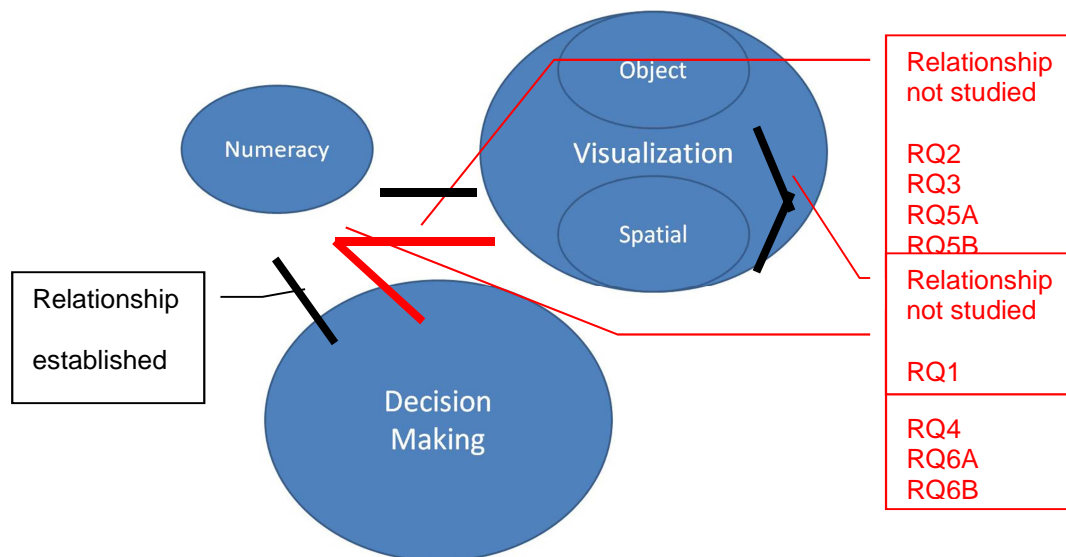 Object
Numeracy
Visualization
Spatial
Decision
Making
Relationship
established
Relationship
not studied
RQ2
RQ3
RQ5A
RQ5B
Relationship
not studied
RQ1
RQ4
RQ6A
RQ6B